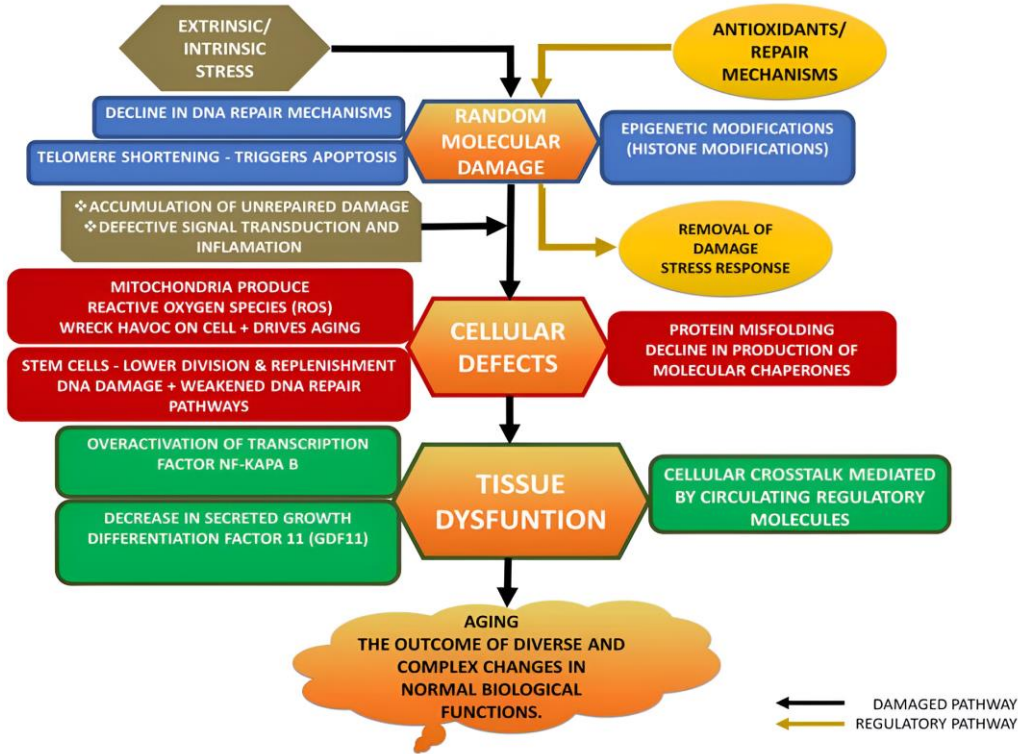 EXTRINSIC/
INTRINSIC
STRESS
ANTIOXIDANTS/
REPAIR
MECHANISMS
DECLINE IN DNA REPAIR MECHANISMS
TELOMERE SHORTENING - TRIGGERS APOPTOSIS
RANDOM
MOLECULAR
DAMAGE
EPIGENETIC MODIFICATIONS
(HISTONE MODIFICATIONS)
❖ACCUMULATION OF UNREPAIRED DAMAGE
❖DEFECTIVE SIGNAL TRANSDUCTION AND
INFLAMATION
REMOVAL OF
DAMAGE
STRESS RESPONSE
MITOCHONDRIA PRODUCE
REACTIVE OXYGEN SPECIES (ROS)
WRECK HAVOC ON CELL + DRIVES AGING
STEM CELLS - LOWER DIVISION & REPLENISHMENT
DNA DAMAGE + WEAKENED DNA REPAIR
PATHWAYS
CELLULAR
DEFECTS
PROTEIN MISFOLDING
DECLINE IN PRODUCTION OF
MOLECULAR CHAPERONES
OVERACTIVATION OF TRANSCRIPTION
FACTOR NF-KAPA B
DECREASE IN SECRETED GROWTH
DIFFERENTIATION FACTOR 11 (GDF11)
TISSUE
DYSFUNTION
CELLULAR CROSSTALK MEDIATED
BY CIRCULATING REGULATORY
MOLECULES
AGING
THE OUTCOME OF DIVERSE AND
COMPLEX CHANGES IN
NORMAL BIOLOGICAL
FUNCTIONS.
DAMAGED PATHWAY
REGULATORY PATHWAY